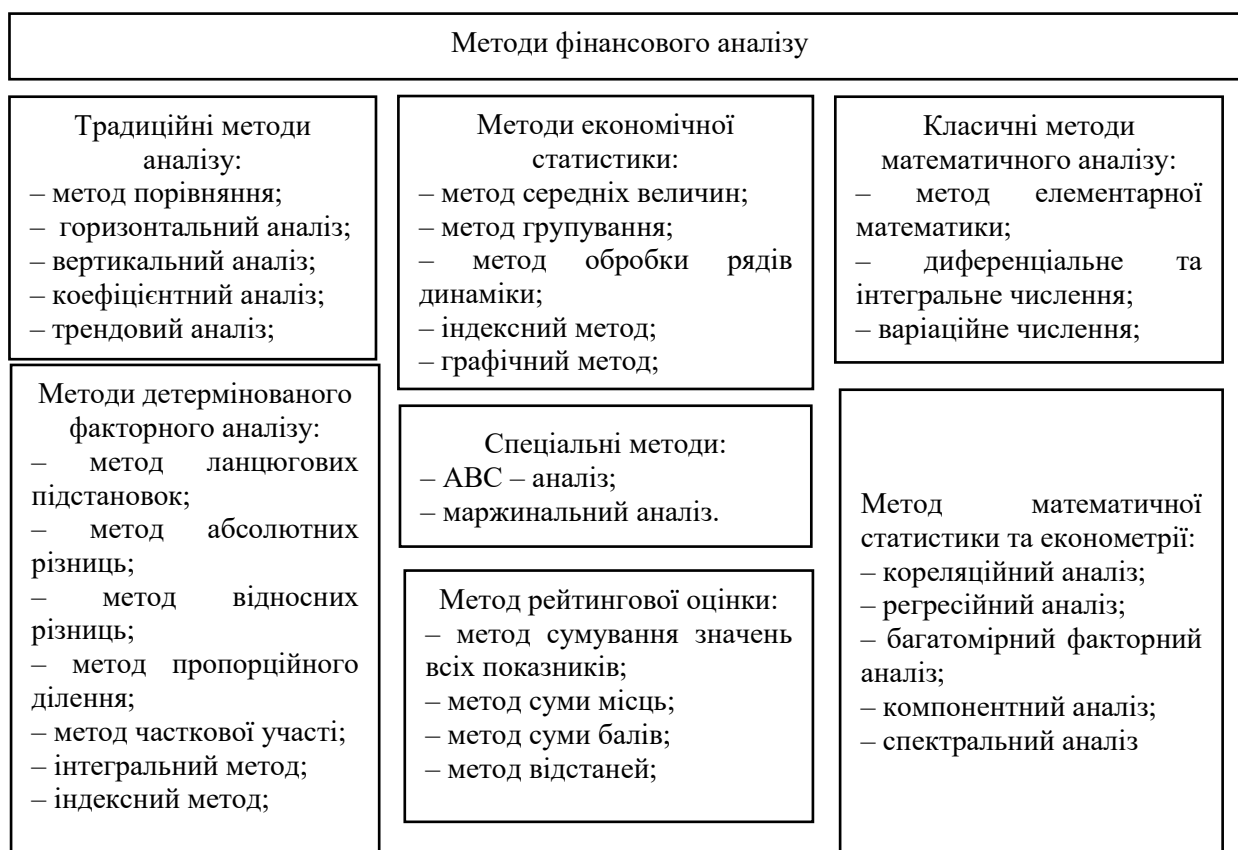 Методи фінансового аналізу
Традиційні методи
аналізу:
– метод порівняння;
– горизонтальний аналіз;
– вертикальний аналіз;
– коефіцієнтний аналіз;
– трендовий аналіз;
Методи детермінованого
факторного аналізу:
– метод ланцюгових
підстановок;
– метод абсолютних
різниць;
– метод відносних
різниць;
– метод пропорційного
ділення;
– метод часткової участі;
– інтегральний метод;
– індексний метод;
Методи економічної
статистики:
– метод середніх величин;
– метод групування;
– метод обробки рядів
динаміки;
– індексний метод;
– графічний метод;
Спеціальні методи:
– АВС – аналіз;
– маржинальний аналіз.
Метод рейтингової оцінки:
– метод сумування значень
всіх показників;
– метод суми місць;
– метод суми балів;
– метод відстаней;
Класичні методи
математичного аналізу:
– метод елементарної
математики;
– диференціальне та
інтегральне числення;
– варіаційне числення;
Метод математичної
статистики та економетрії:
– кореляційний аналіз;
– регресійний аналіз;
– багатомірний факторний
аналіз;
– компонентний аналіз;
– спектральний аналіз